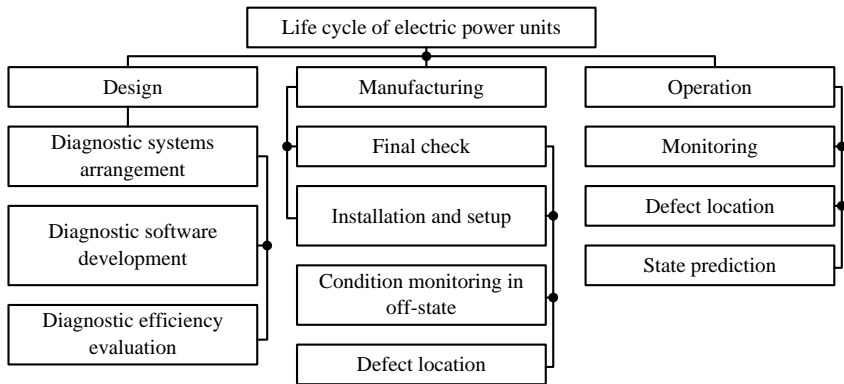 Life cycle of electric power units
Design
Manufacturing
Operation
Diagnostic systems
arrangement
Diagnostic software
development
Diagnostic efficiency
evaluation
Final check
Installation and setup
Condition monitoring in
off-state
Defect location
Monitoring
Defect location
State prediction